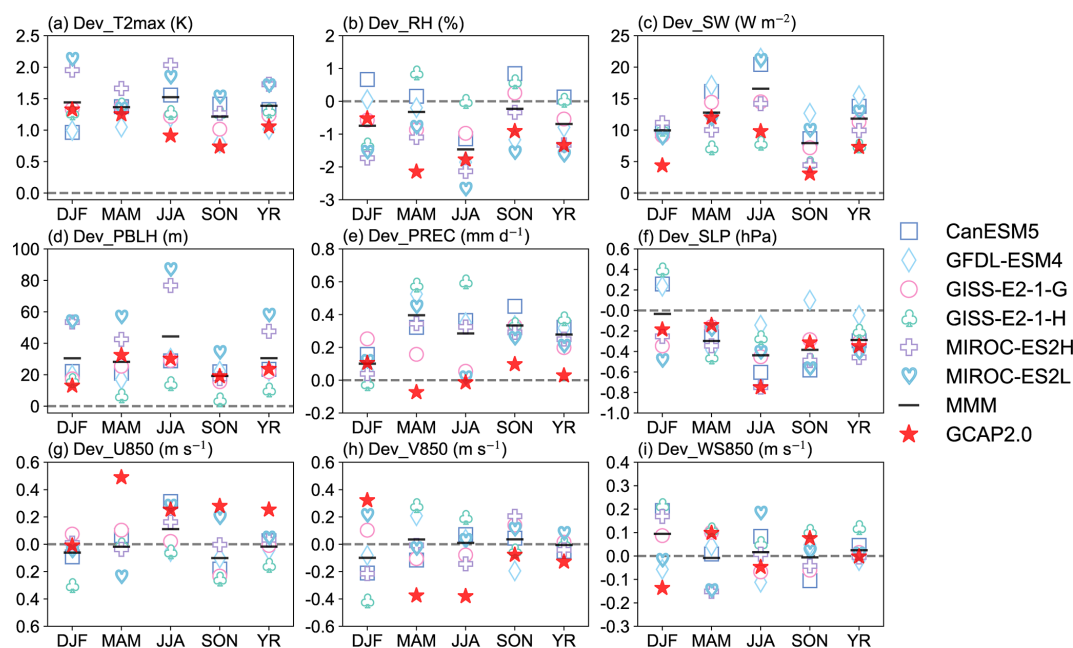 (a) Dev_T2max (K)
2.5
2.0
1.5
1.0
0.5
0.0
DJF MAM JJA SON YR
(b) Dev_RH (%)
2
1
0
-1
-2
-3
DJF MAM JJA SON YR
(c) Dev_SW (W m⁻²)
25
20
15
10
5
0
DJF MAM JJA SON YR
(d) Dev_PBLH (m)
100
80
60
40
20
0
DJF MAM JJA SON YR
(e) Dev_PREC (mm d⁻¹)
0.8
0.6
0.4
0.2
0.0
-0.2
DJF MAM JJA SON YR
(f) Dev_SLP (hPa)
0.6
0.4
0.2
-0.0
-0.2
-0.4
-0.6
-0.8
-1.0
DJF MAM JJA SON YR
(g) Dev_U850 (m s⁻¹)
0.6
0.4
0.2
0.0
0.2
0.4
0.6
DJF MAM JJA SON YR
(h) Dev_V850 (m s⁻¹)
0.6
0.4
0.2
0.0
-0.2
-0.4
-0.6
DJF MAM JJA SON YR
(i) Dev_WS850 (m s⁻¹)
0.4
0.3
0.2
0.1
0.0
-0.1
-0.2
-0.3
DJF MAM JJA SON YR
CanESM5
GFDL-ESM4
GISS-E2-1-G
GISS-E2-1-H
MIROC-ES2H
MIROC-ES2L
MMM
GCAP2.0